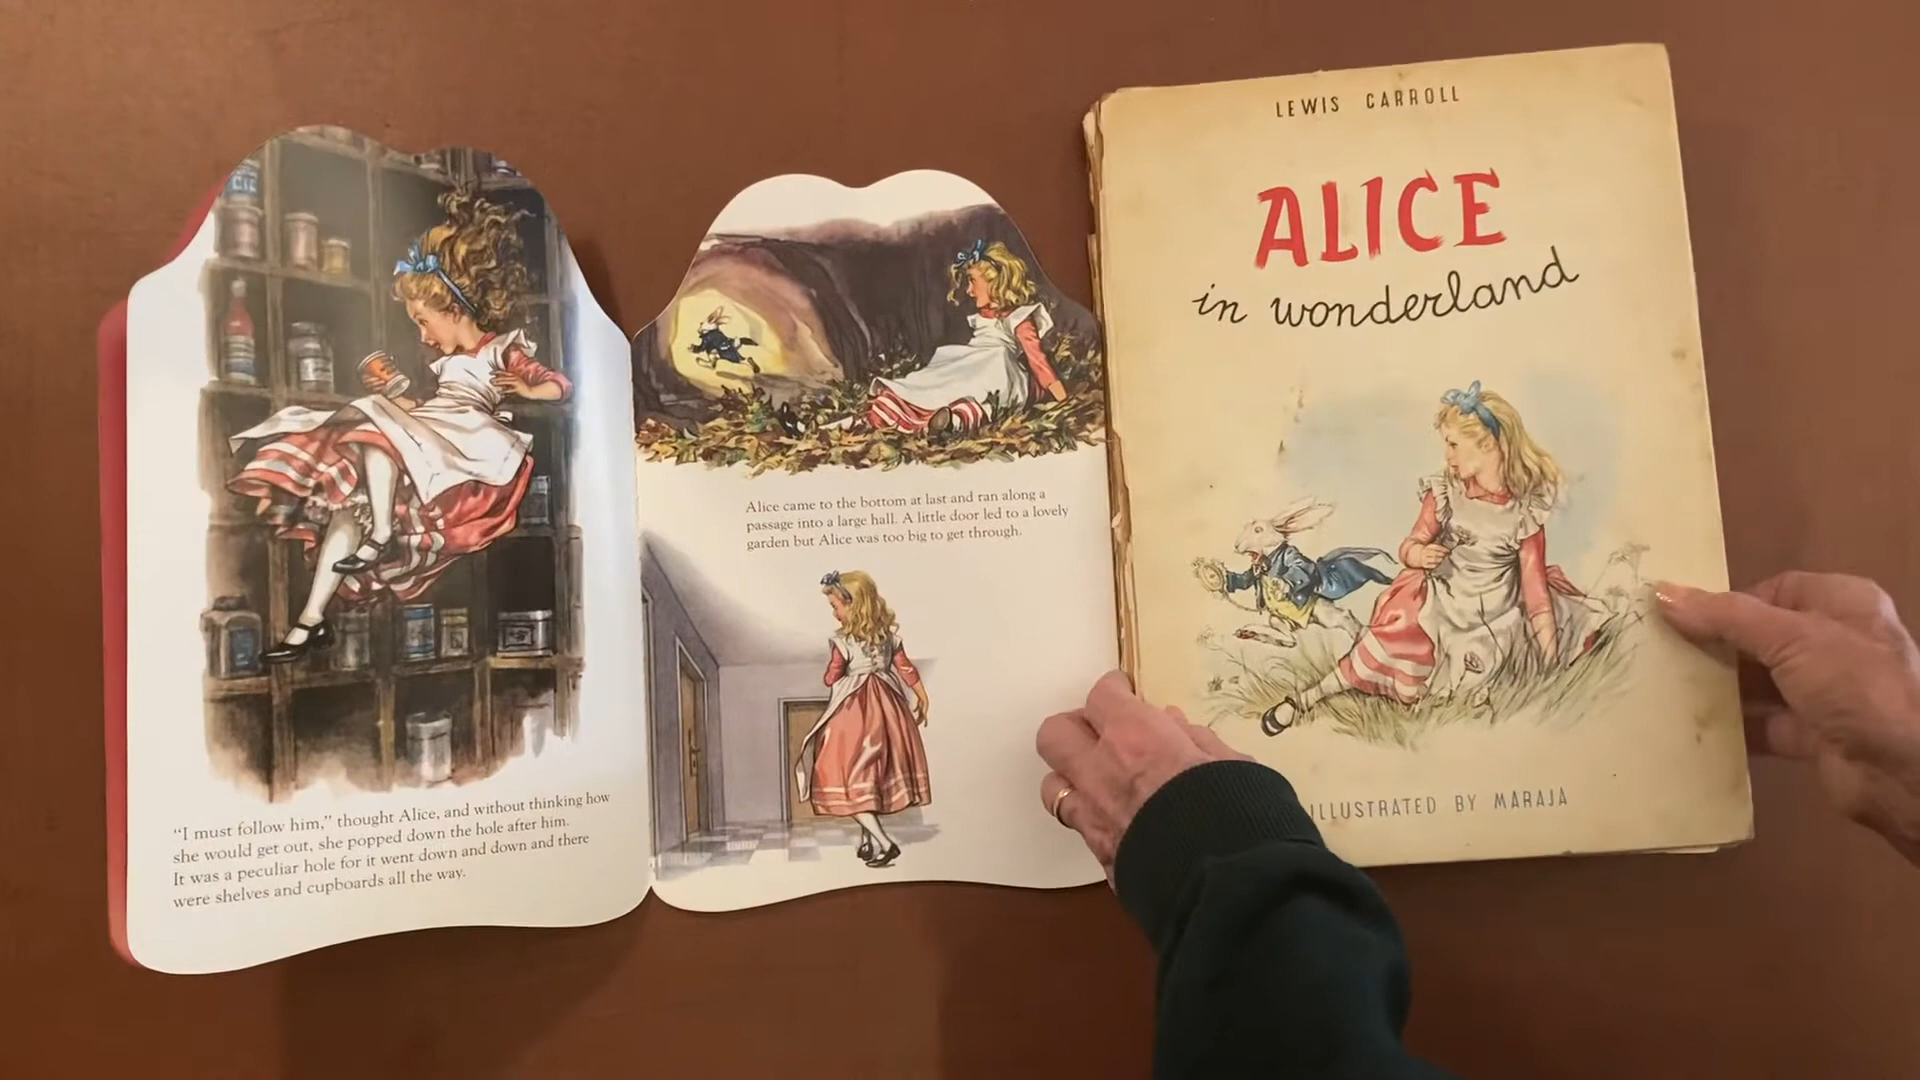 "I must follow him," thought Alice, and without thinking how
she would get out, she popped down the hole after him.
It was a peculiar hole for it went down and down and there
were shelves and cupboards all the way.
Alice came to the bottom at last and ran along a
passage into a large hall. A little door led to a lovely
garden but Alice was too big to get through.
LEWIS CARROLL
ALICE
in wonderland
ILLUSTRATED BY MARAJA